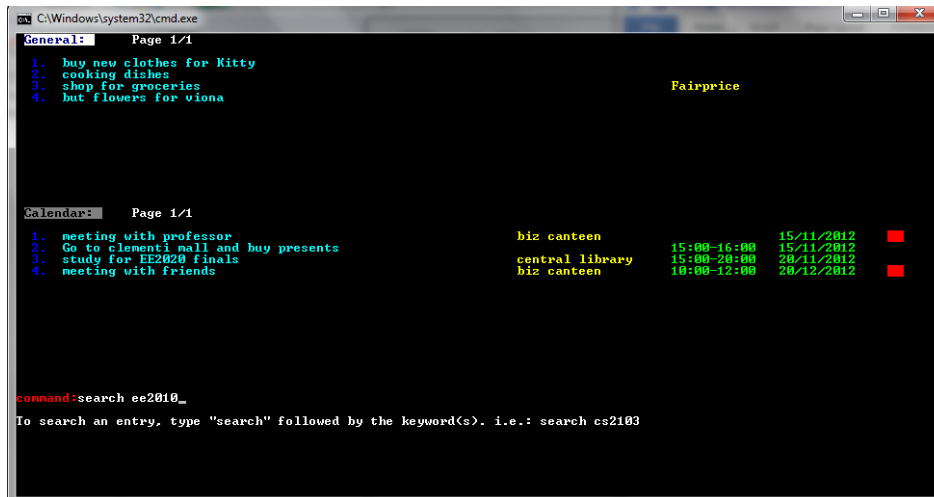 C:\Windows\system32\cmd.exe
General: Page 1/1
1. buy new clothes for Kitty
2. cooking dishes
3. shop for groceries Fairprice
4. but flowers for viona
Calendar: Page 1/1
1. meeting with professor biz canteen 15/11/2012
2. Go to clementi mall and buy presents 15:00-16:00 15/11/2012
3. study for EE2020 finals central library 15:00-20:00 20/11/2012
4. meeting with friends biz canteen 10:00-12:00 20/12/2012
command:search ee2010_
To search an entry, type "search" followed by the keyword(s). i.e.: search cs2103